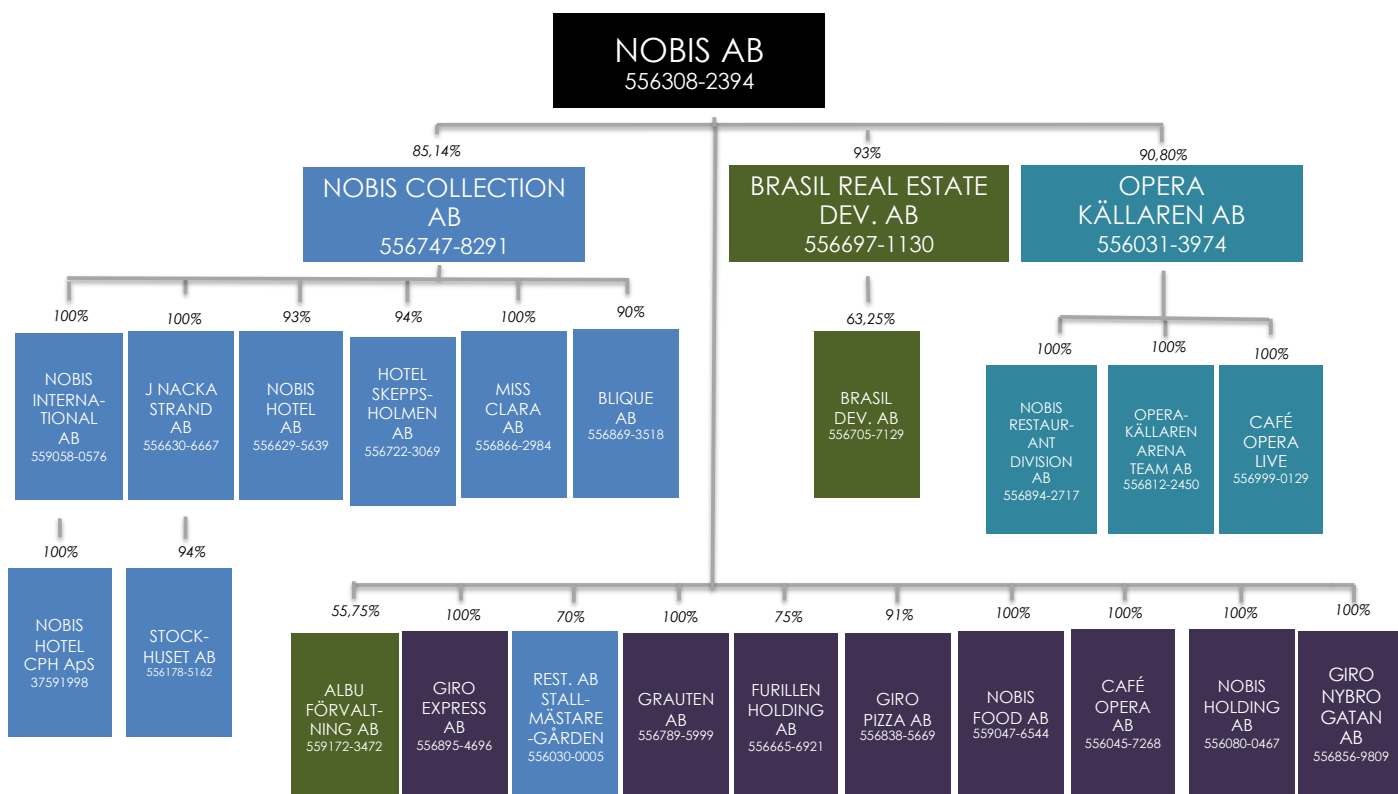 NOBIS AB
556308-2394
85,14%
NOBIS COLLECTION
AB
556747-8291
93%
BRASIL REAL ESTATE
DEV. AB
556697-1130
90,80%
OPERA
KÄLLAREN AB
556031-3974
100%
NOBIS
INTERNA-
TIONAL
AB
559058-0576
100%
J NACKA
STRAND
AB
556630-6667
93%
NOBIS
HOTEL
AB
556629-5639
94%
HOTEL
SKEPPS-
HOLMEN
AB
556722-3069
100%
MISS
CLARA
AB
556866-2984
90%
BLIQUE
AB
556869-3518
63,25%
BRASIL
DEV. AB
556705-7129
100%
NOBIS
RESTAUR-
ANT
DIVISION
AB
556894-2717
100%
OPERA-
KÄLLAREN
ARENA
TEAM AB
556812-2450
100%
CAFÉ
OPERA
LIVE
556999-0129
100%
NOBIS
HOTEL
CPH ApS
37591998
94%
STOCK-
HUSET AB
556178-5162
55,75%
ALBU
FÖRVALT-
NING AB
559172-3472
100%
GIRO
EXPRESS
AB
556895-4696
70%
REST. AB
STALL-
MÄSTARE
-GÅRDEN
556030-0005
100%
GRAUTEN
AB
556789-5999
75%
FURILLEN
HOLDING
AB
556665-6921
91%
GIRO
PIZZA AB
556838-5669
100%
NOBIS
FOOD AB
559047-6544
100%
CAFÉ
OPERA
AB
556045-7268
100%
NOBIS
HOLDING
AB
556080-0467
100%
GIRO
NYBRO
GATAN
AB
556856-9809